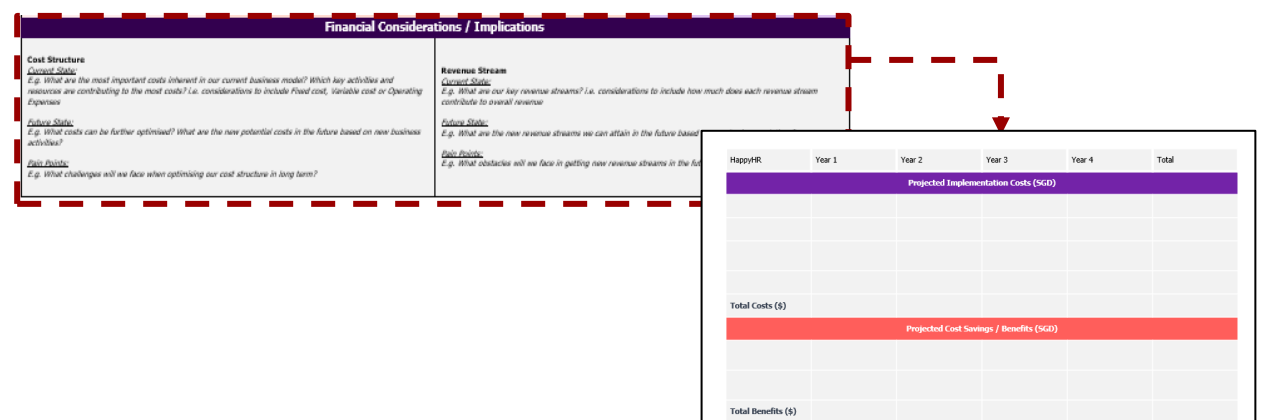 Financial Considerations / Implications
Cost Structure
Current State:
E.g. What are the most important costs inherent in our current business model? Which key activities and
resources are contributing to the most costs? i.e. considerations to include Fixed cost, Variable cost or Operating
Expenses
Future State:
E.g. What costs can be further optimised? What are the new potential costs in the future based on new business
activities?
Pain Points:
E.g. What challenges will we face when optimising our cost structure in long term?
Revenue Stream
Current State:
E.g. What are our key revenue streams? i.e. considerations to include how much does each revenue stream
contribute to overall revenue
Future State:
E.g. What are the new revenue streams we can attain in the future based
Pain Points:
E.g. What obstacles will we face in getting new revenue streams in the
HappyHR Year 1 Year 2 Year 3 Year 4 Total
Projected Implementation Costs (SGD)
Total Costs ($)
Projected Cost Savings / Benefits (SGD)
Total Benefits ($)